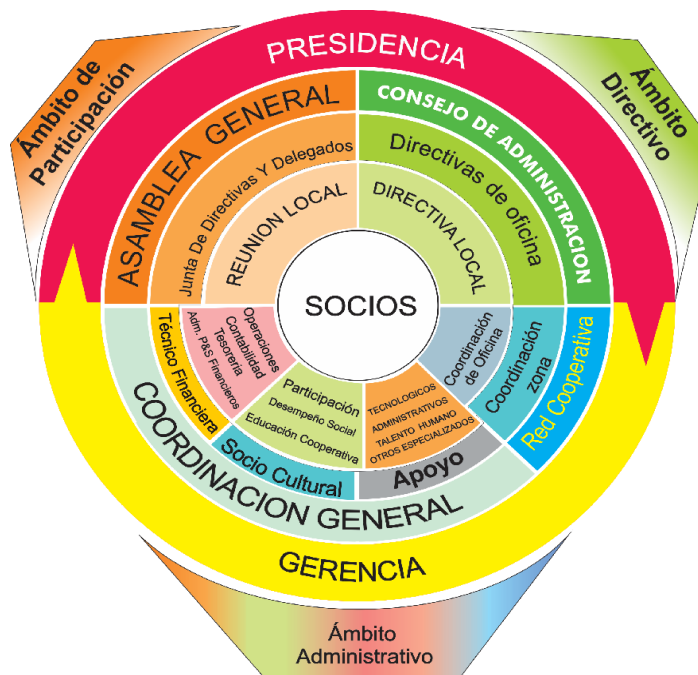 Ámbito de
Participación
PRESIDENCIA
Ámbito
Directivo
ASAMBLEA GENERAL
CONSEJO DE ADMINISTRACION
Junta De Directivas Y Delegados
Directivas de oficina
REUNION LOCAL
DIRECTIVA LOCAL
SOCIOS
Técnico
Financiera
Operaciones
Contabilidad
Tesoreria
Adm. P&S Financieros
Participación
Desempeño Social
Educación Cooperativa
TECNOLOGICOS
ADMINISTRATIVOS
TALENTO HUMANO
OTROS ESPECIALIZADOS
Coordinación
de Oficina
Coordinación
zona
Red Cooperativa
Socio Cultural
Apoyo
COORDINACION GENERAL
GERENCIA
Ámbito
Administrativo